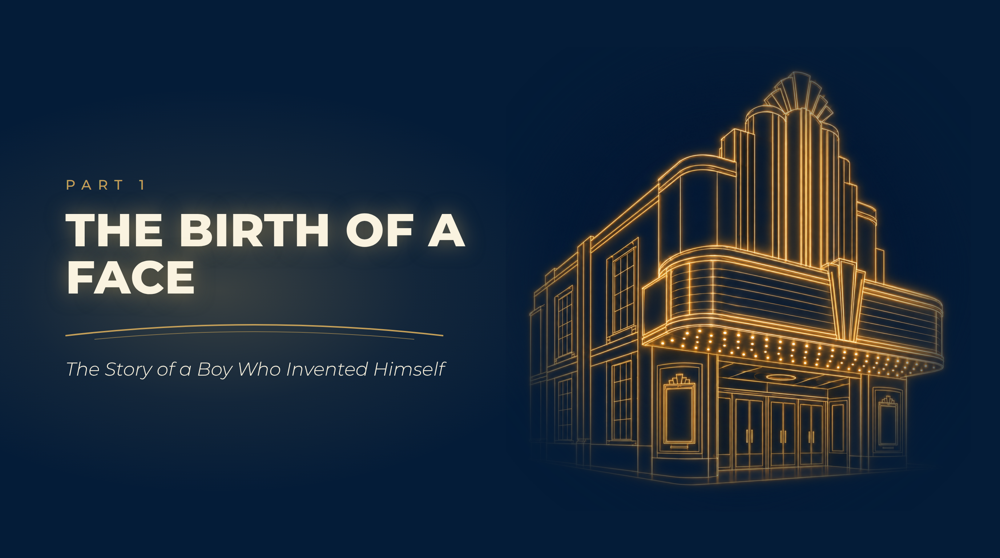 PART 1
THE BIRTH OF A
FACE
The Story of a Boy Who Invented Himself